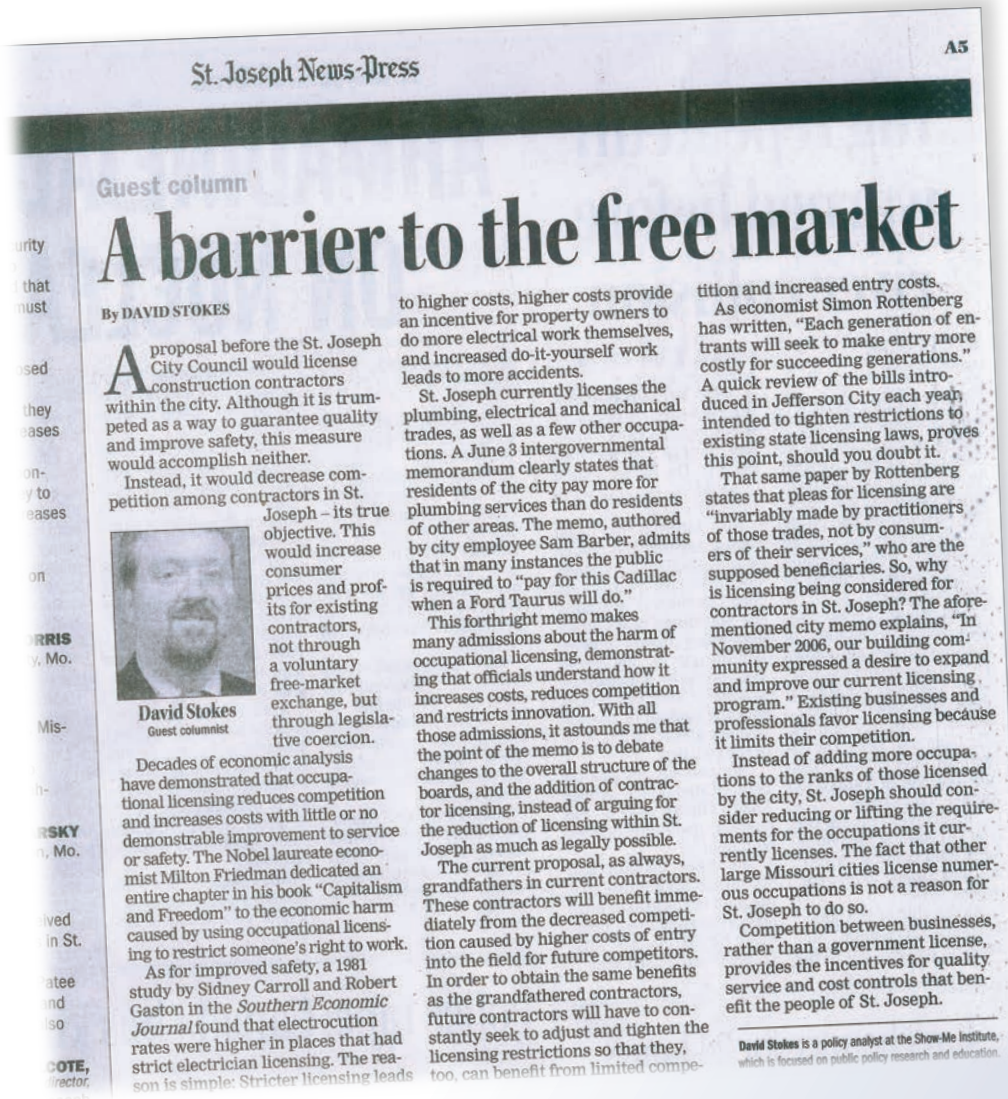 St. Joseph News-Press
A5
urity
that
must
osed
they
eases
on-
y to
eases
on
ORRIS
y, Mo.
Mis-
h-
RSKY
n, Mo.
lved
in St.
atee
and
lso
COTE,
rector,
Guest column
A barrier to the free market
By DAVID STOKES
A proposal before the St. Joseph
City Council would license
construction contractors
within the city. Although it is trum-
peted as a way to guarantee quality
and improve safety, this measure
would accomplish neither.
Instead, it would decrease com-
petition among contractors in St.
Joseph – its true
objective. This
would increase
consumer
prices and prof-
its for existing
contractors,
not through
a voluntary
free-market
exchange, but
through legisla-
tive coercion.
David Stokes
Guest columnist
Decades of economic analysis
have demonstrated that occupa-
tional licensing reduces competition
and increases costs with little or no
demonstrable improvement to service
or safety. The Nobel laureate econo-
mist Milton Friedman dedicated an
entire chapter in his book “Capitalism
and Freedom” to the economic harm
caused by using occupational licens-
ing to restrict someone's right to work.
As for improved safety, a 1981
study by Sidney Carroll and Robert
Gaston in the Southern Economic
Journal found that electrocution
rates were higher in places that had
strict electrician licensing. The rea-
son is simple: Stricter licensing leads
to higher costs, higher costs provide
an incentive for property owners to
do more electrical work themselves,
and increased do-it-yourself work
leads to more accidents.
St. Joseph currently licenses the
plumbing, electrical and mechanical
trades, as well as a few other occupa-
tions. A June 3 intergovernmental
memorandum clearly states that
residents of the city pay more for
plumbing services than do residents
of other areas. The memo, authored
by city employee Sam Barber, admits
that in many instances the public
is required to “pay for this Cadillac
when a Ford Taurus will do.”
This forthright memo makes
many admissions about the harm of
occupational licensing, demonstrat-
ing that officials understand how it
increases costs, reduces competition
and restricts innovation. With all
those admissions, it astounds me that
the point of the memo is to debate
changes to the overall structure of the
boards, and the addition of contrac-
tor licensing, instead of arguing for
the reduction of licensing within St.
Joseph as much as legally possible.
The current proposal, as always,
grandfathers in current contractors.
These contractors will benefit imme-
diately from the decreased competi-
tion caused by higher costs of entry
into the field for future competitors.
In order to obtain the same benefits
as the grandfathered contractors,
future contractors will have to con-
stantly seek to adjust and tighten the
licensing restrictions so that they,
too, can benefit from limited compe-
tition and increased entry costs.
As economist Simon Rottenberg
has written, “Each generation of en-
trants will seek to make entry more
costly for succeeding generations.”
A quick review of the bills intro-
duced in Jefferson City each year,
intended to tighten restrictions to
existing state licensing laws, proves
this point, should you doubt it.
That same paper by Rottenberg
states that pleas for licensing are
“invariably made by practitioners
of those trades, not by consum-
ers of their services,” who are the
supposed beneficiaries. So, why
is licensing being considered for
contractors in St. Joseph? The afore-
mentioned city memo explains, “In
November 2006, our building com-
munity expressed a desire to expand
and improve our current licensing
program.” Existing businesses and
professionals favor licensing because
it limits their competition.
Instead of adding more occupa-
tions to the ranks of those licensed
by the city, St. Joseph should con-
sider reducing or lifting the require-
ments for the occupations it cur-
rently licenses. The fact that other
large Missouri cities license numer-
ous occupations is not a reason for
St. Joseph to do so.
Competition between businesses,
rather than a government license,
provides the incentives for quality
service and cost controls that ben-
efit the people of St. Joseph.
David Stokes is a policy analyst at the Show-Me Institute,
which is focused on public policy research and education.